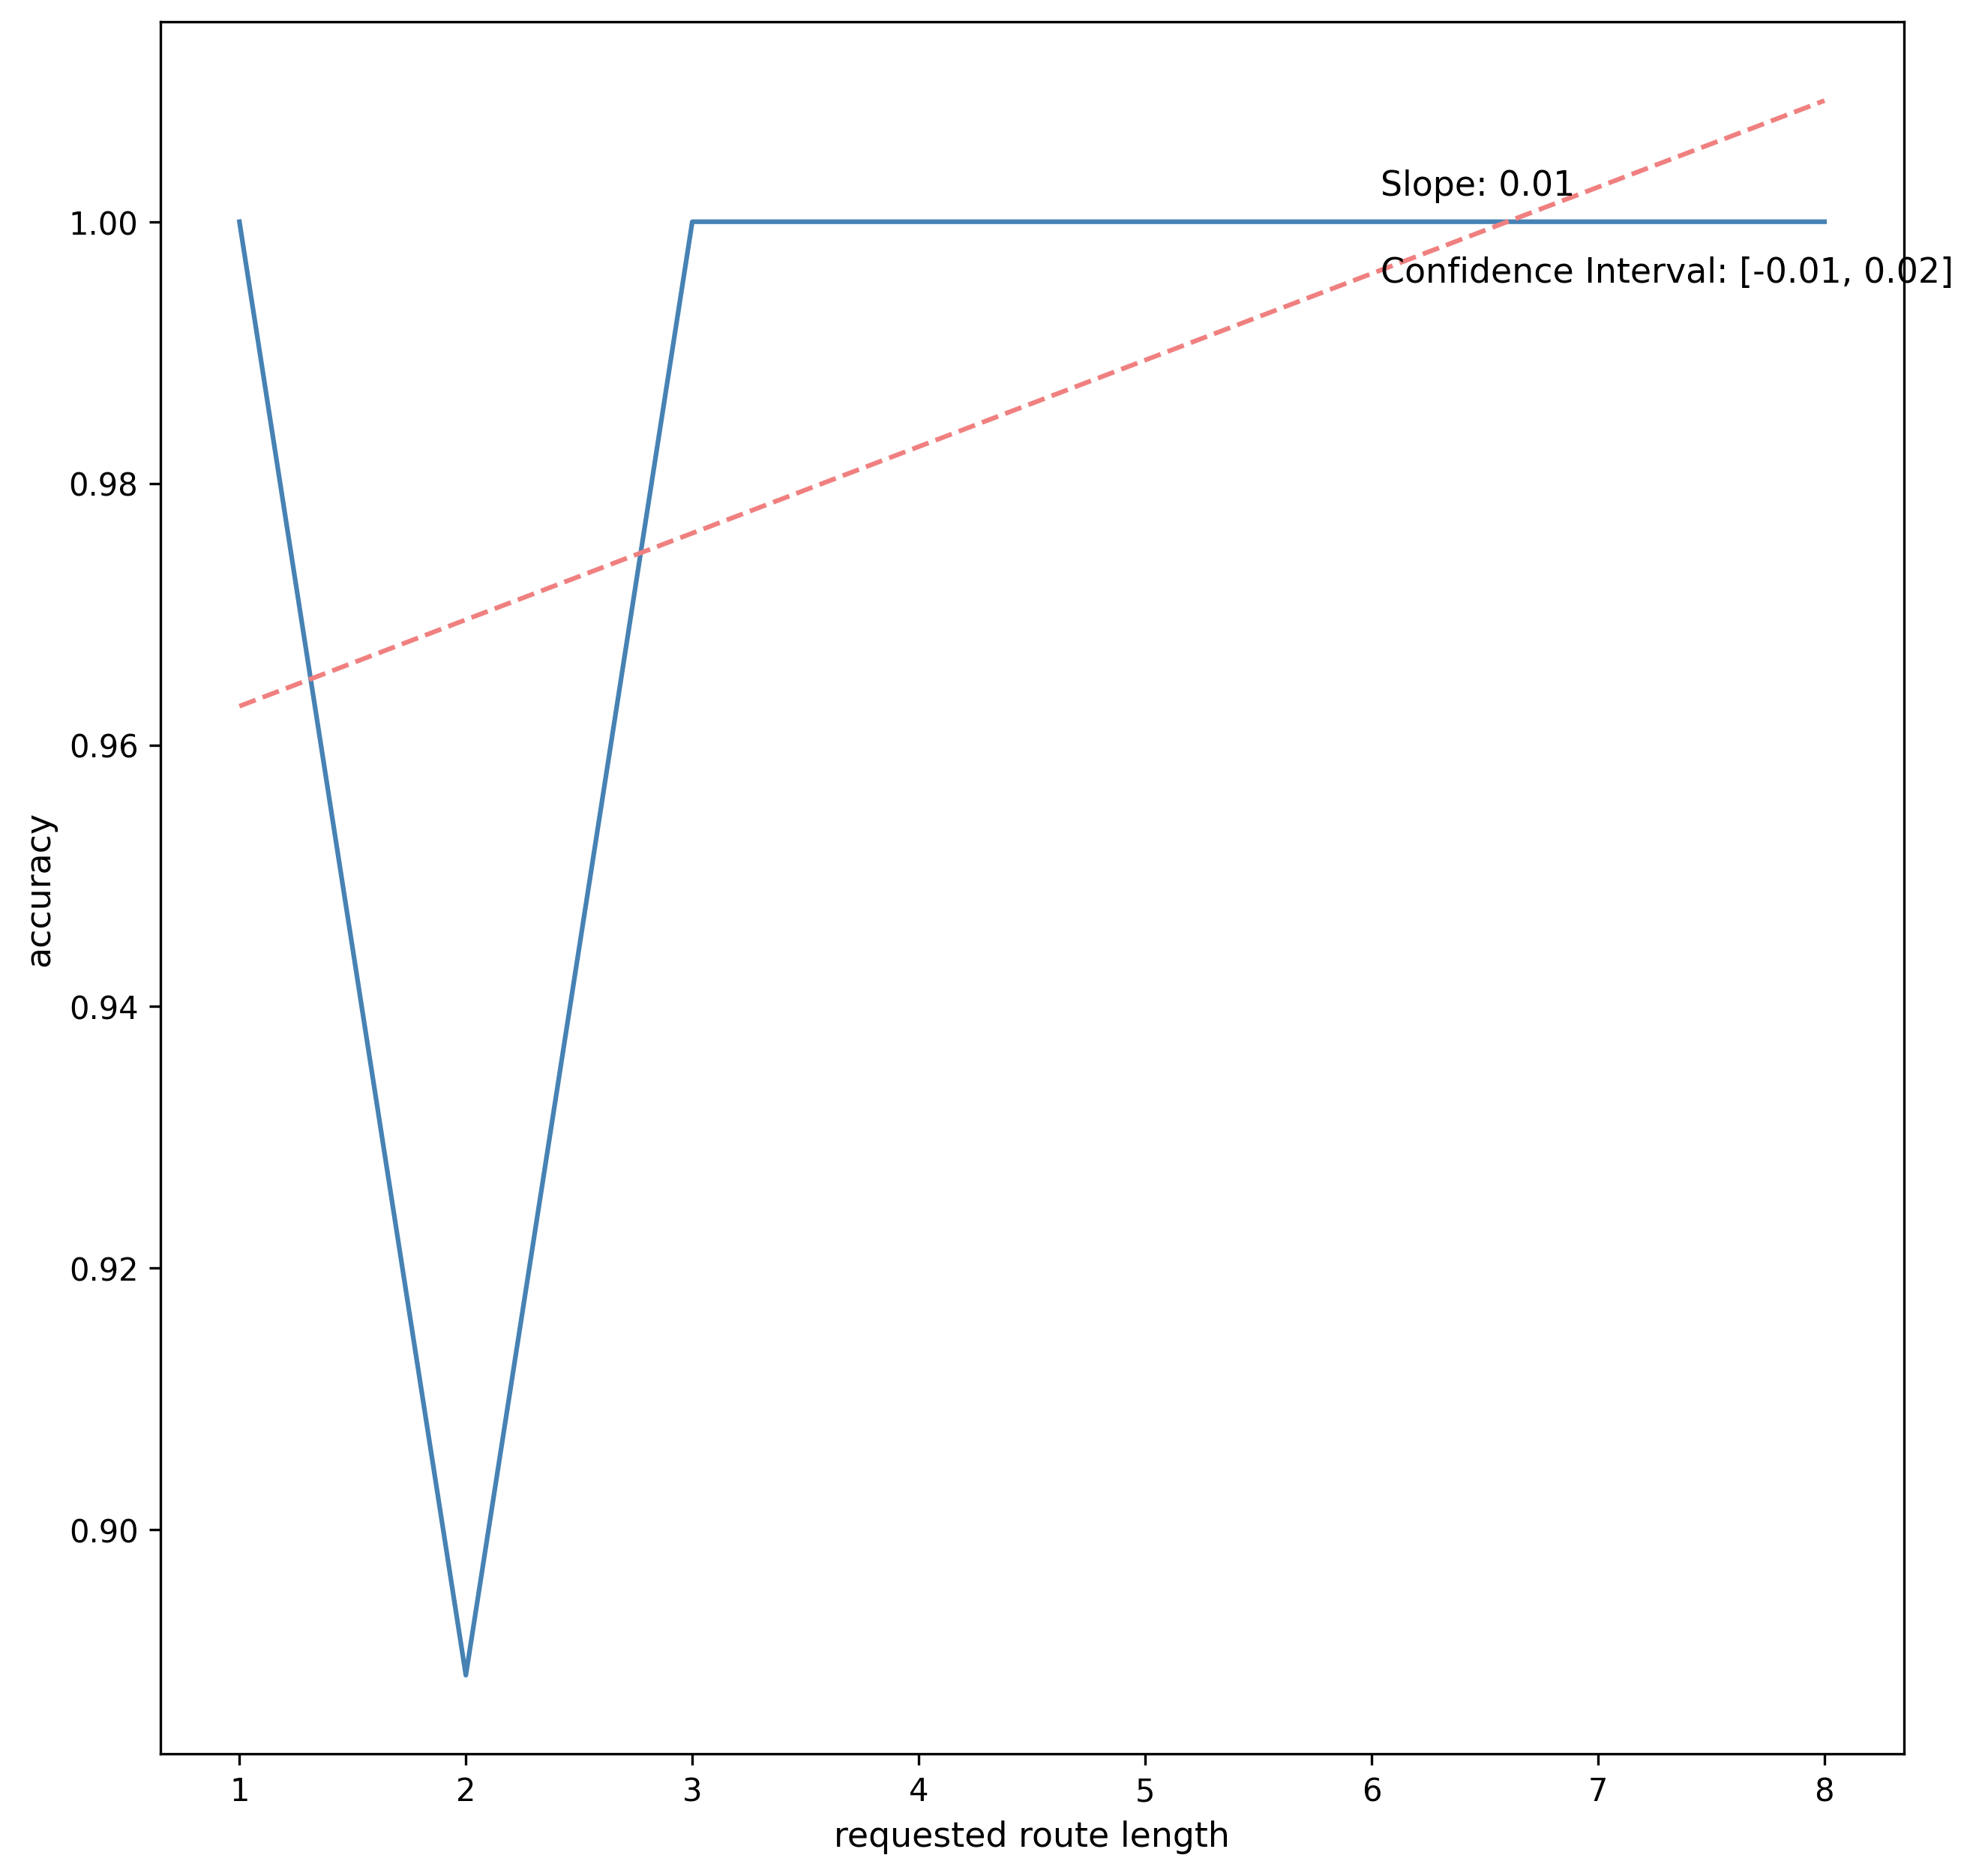 Slope: 0.01
1.00
Confidence Interval: [-0.01, 0.02]
0.98
0.96
accuracy
0.94
0.92
0.90
1 2 3 4 5 6 7 8
requested route length